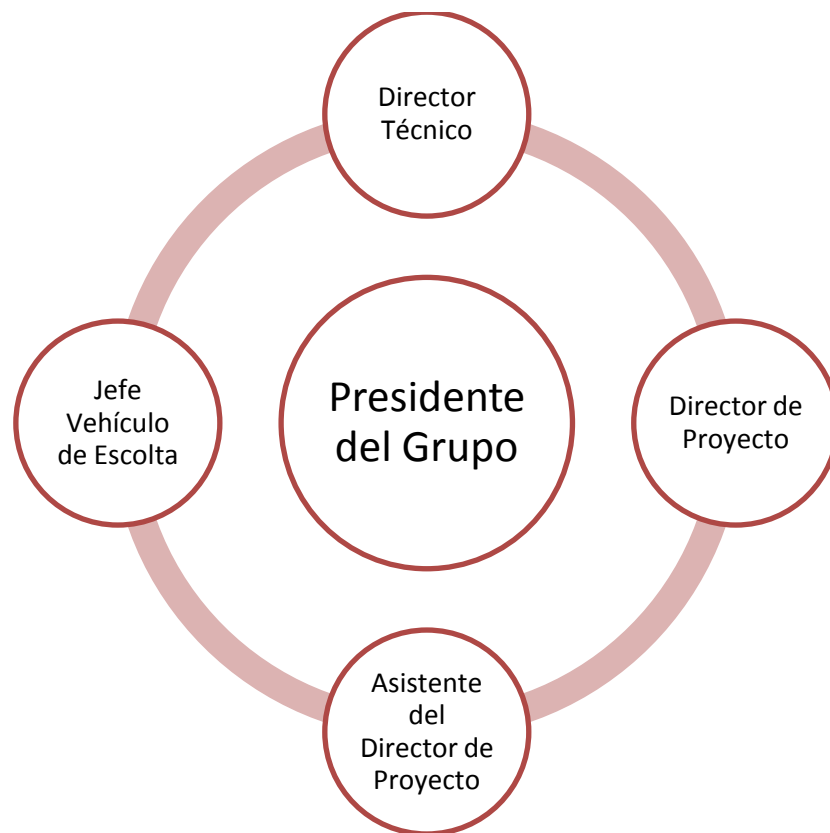 Director
Técnico
Jefe
Vehículo
de Escolta
Presidente
del Grupo
Director de
Proyecto
Asistente
del
Director de
Proyecto